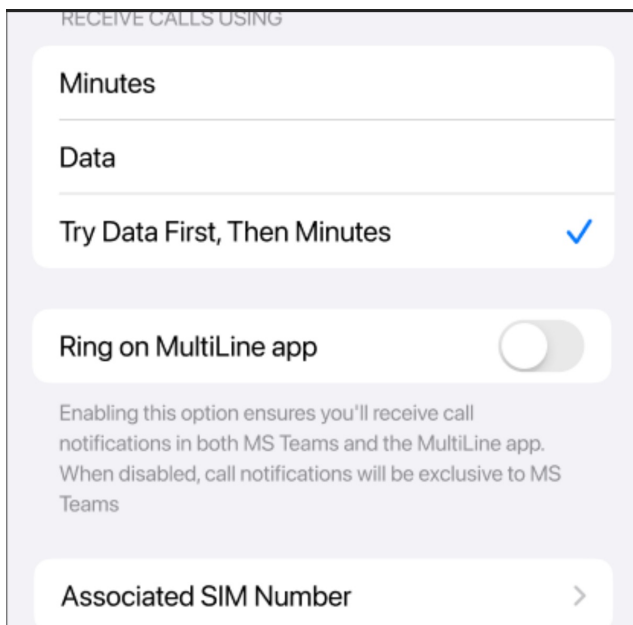 RECEIVE CALLS USING
Minutes
Data
Try Data First, Then Minutes
Ring on MultiLine app
Enabling this option ensures you'll receive call
notifications in both MS Teams and the MultiLine app.
When disabled, call notifications will be exclusive to MS
Teams
Associated SIM Number